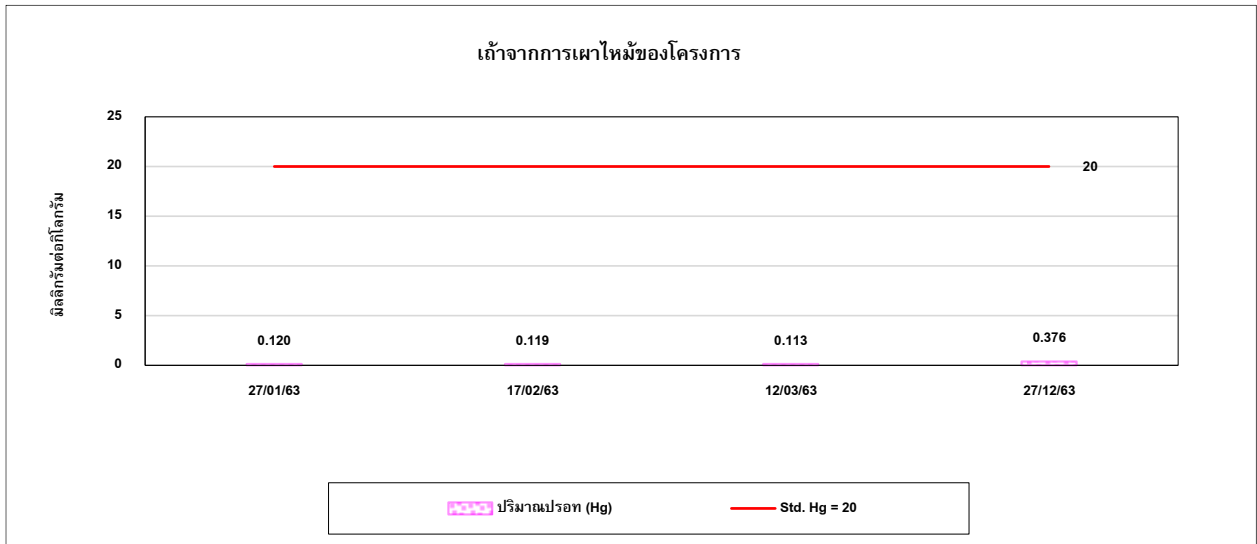 เถ้าจากการเผาไหม้ของโครงการ
มิลลิกรัมต่อกิโลกรัม
25
20
15
10
5
0
20
0.120 0.119 0.113 0.376
27/01/63 17/02/63 12/03/63 27/12/63
ปริมาณปรอท (Hg) Std. Hg = 20